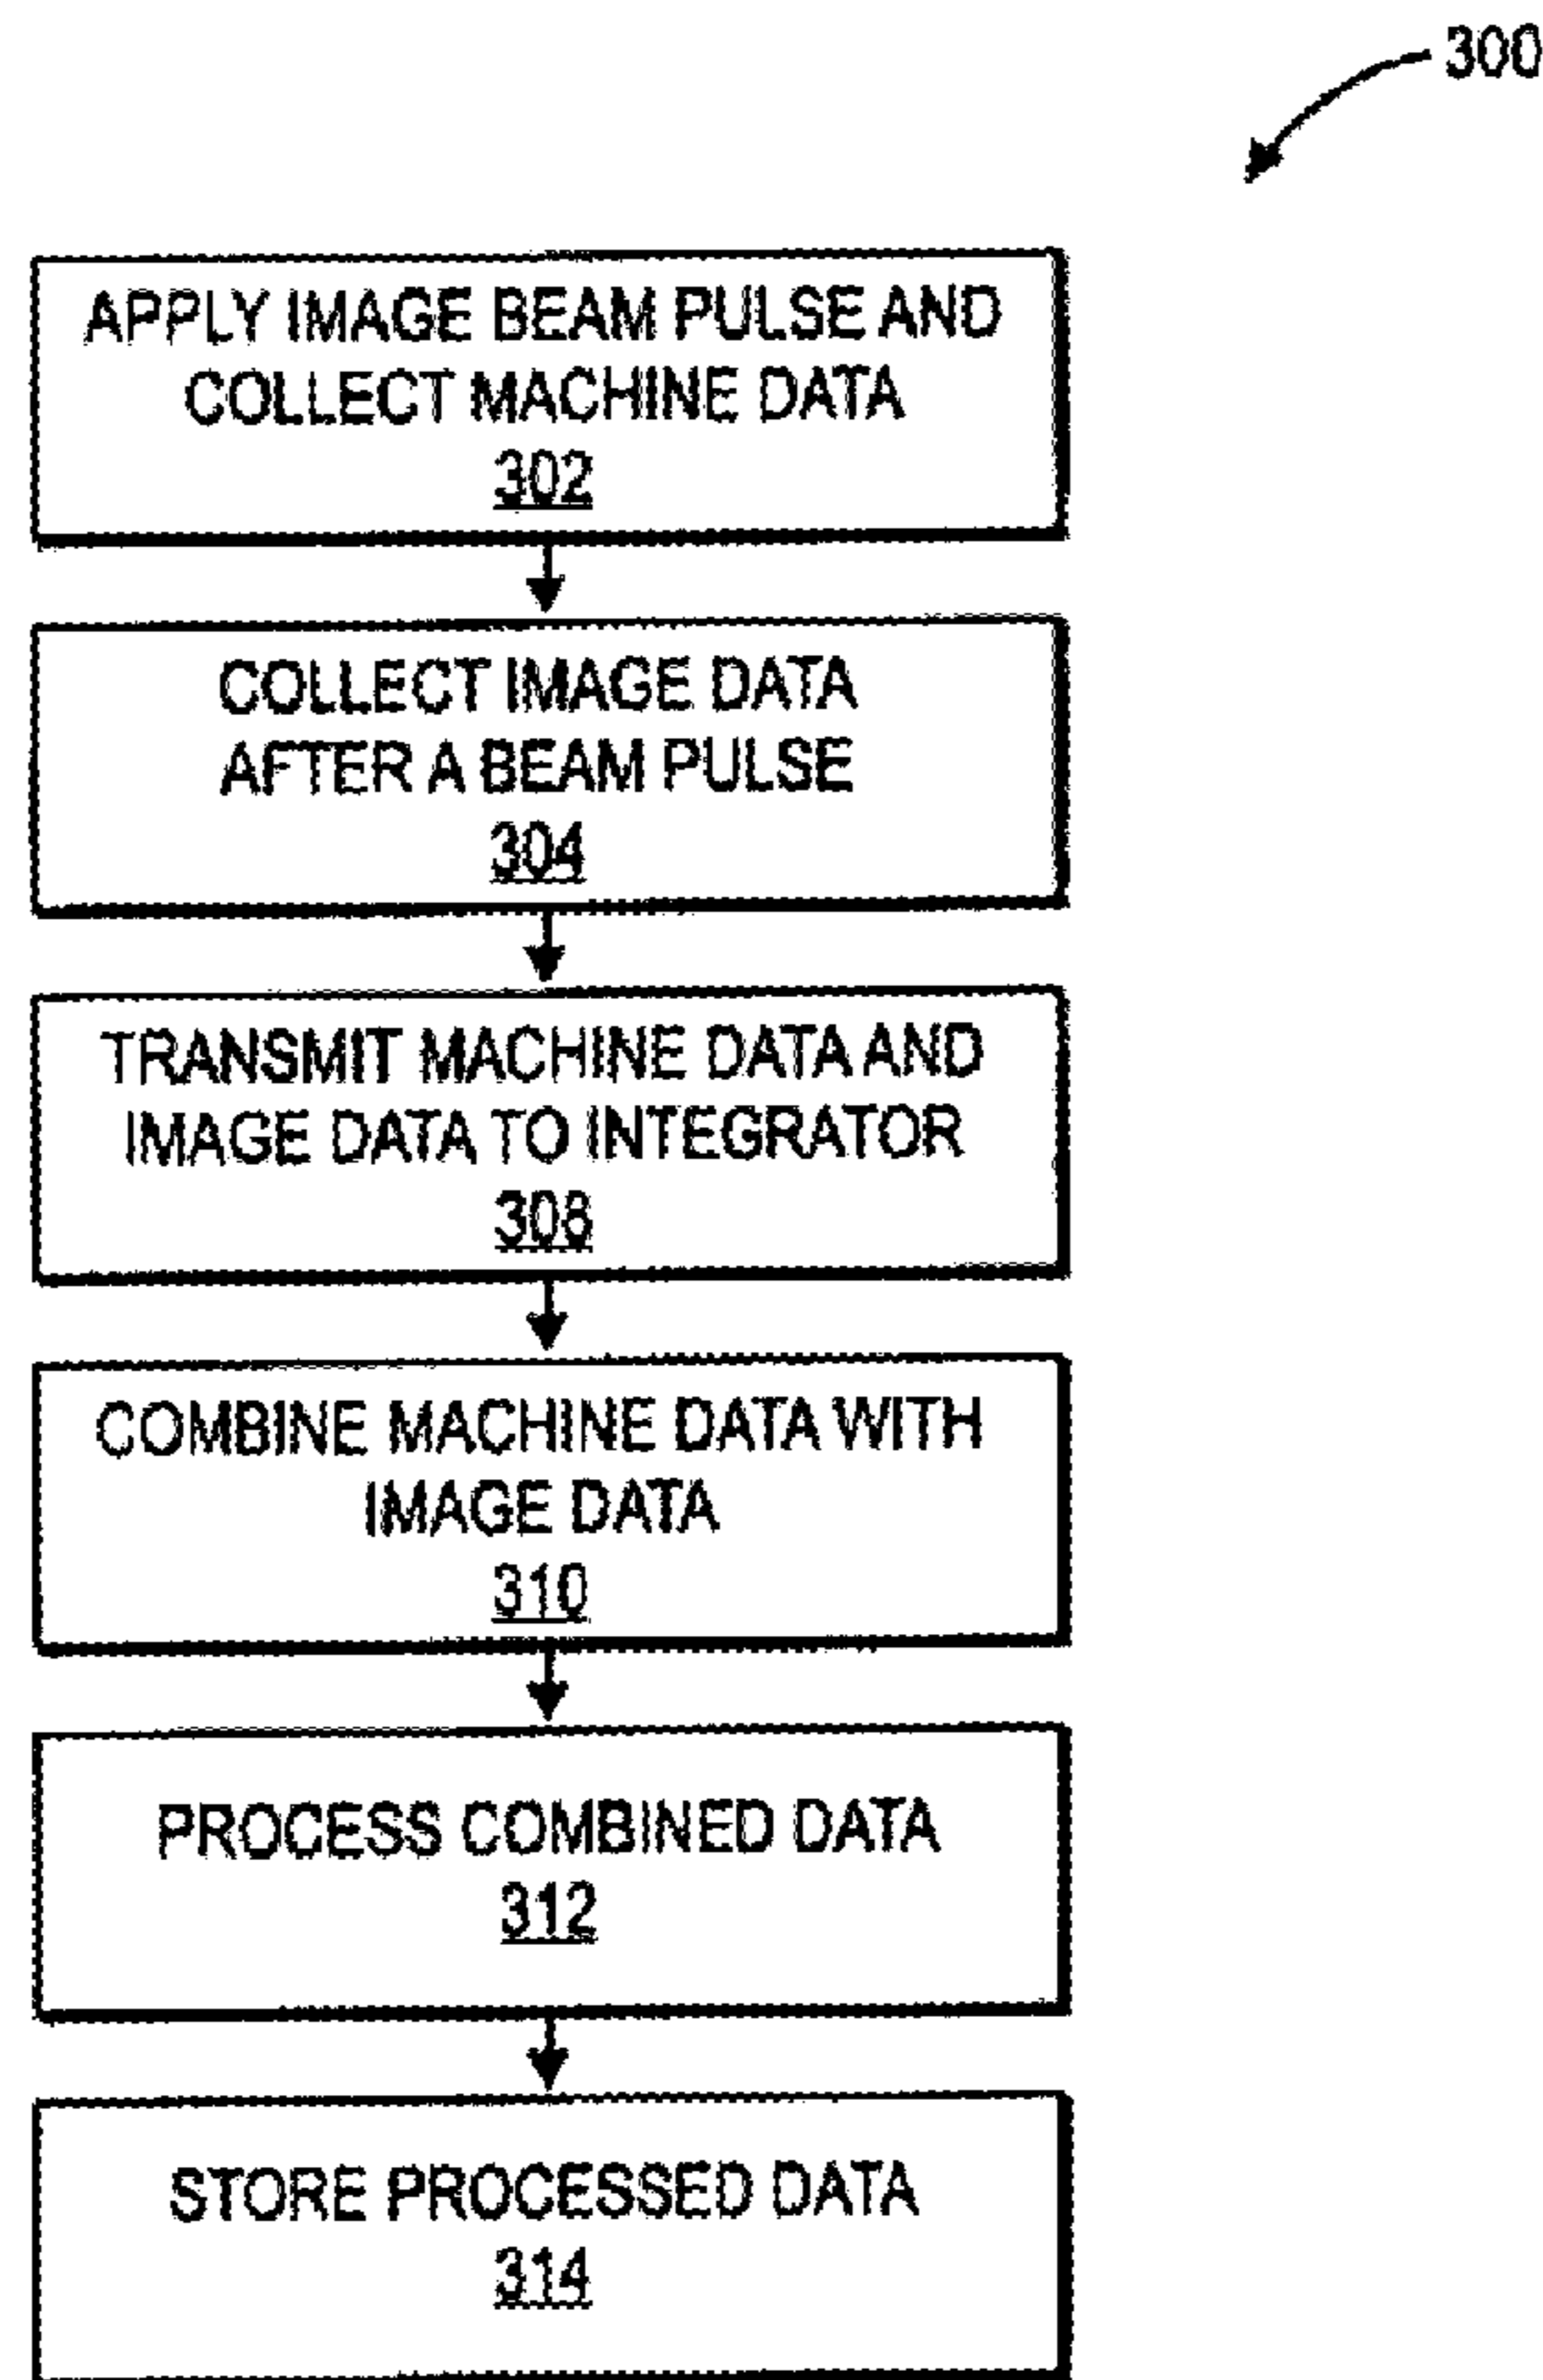 300
APPLY IMAGE BEAM PULSE AND
COLLECT MACHINE DATA
302
COLLECT IMAGE DATA
AFTER A BEAM PULSE
304
TRANSMIT MACHINE DATA AND
IMAGE DATA TO INTEGRATOR
308
COMBINE MACHINE DATA WITH
IMAGE DATA
310
PROCESS COMBINED DATA
312
STORE PROCESSED DATA
314